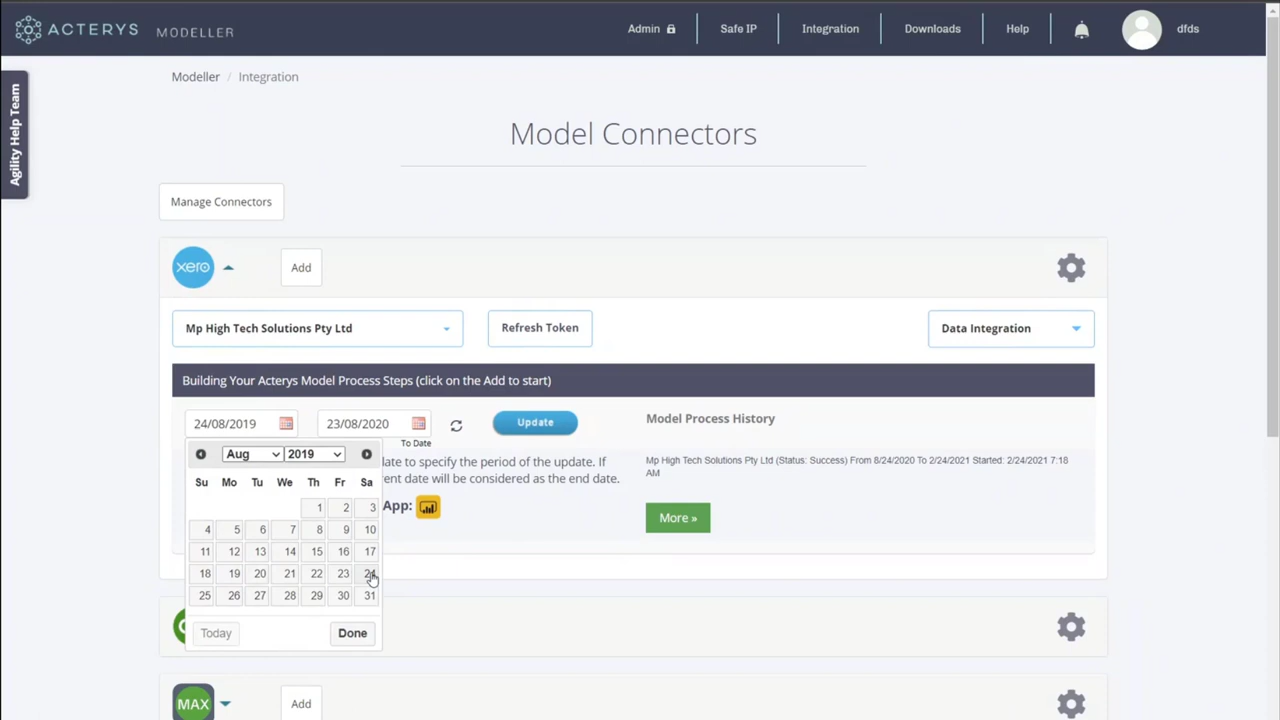 ACTERYS MODELLER
Admin
Safe IP
Integration
Downloads
Help
dfds
Agility Help Team
Modeller / Integration
Model Connectors
Manage Connectors
xero
Add
Mp High Tech Solutions Pty Ltd
Refresh Token
Data Integration
Building Your Acterys Model Process Steps (click on the Add to start)
24/08/2019
23/08/2020
Update
To Date
Model Process History
Mp High Tech Solutions Pty Ltd (Status: Success) From 8/24/2020 To 2/24/2021 Started: 2/24/2021 7:18
AM
More »
to specify the period of the update. If
date will be considered as the end date.
App:
Aug 2019
Su Mo Tu We Th Fr Sa
1 2 3
4 5 6 7 8 9 10
11 12 13 14 15 16 17
18 19 20 21 22 23 24
25 26 27 28 29 30 31
Today
Done
MAX
Add